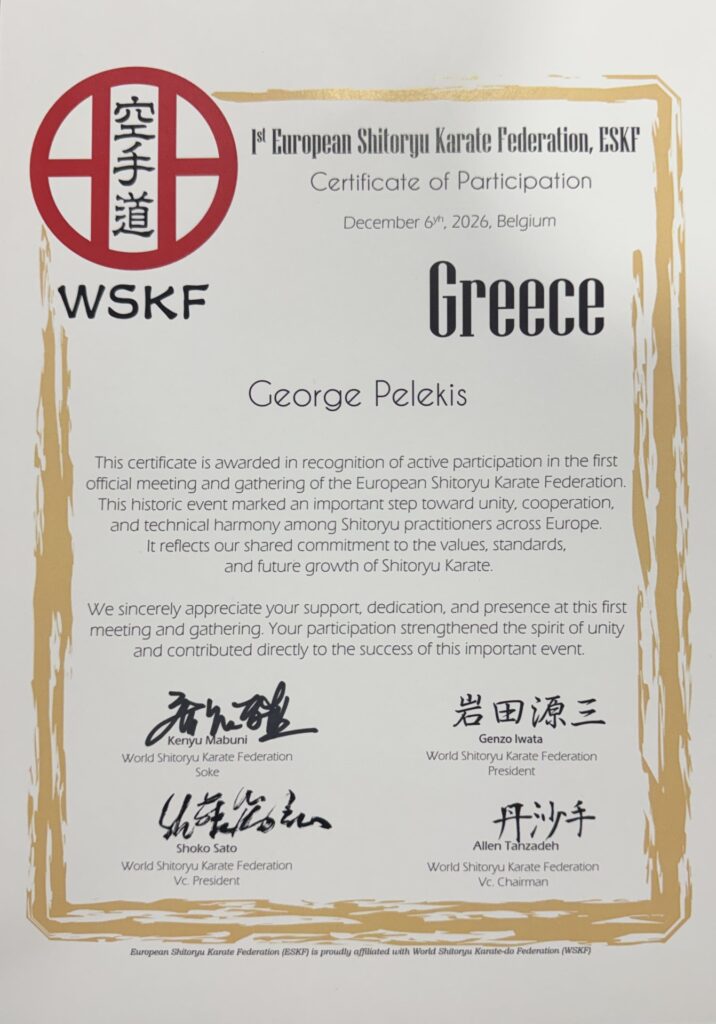 空手道
WSKF
1st European Shitoryu Karate Federation, ESKF
Certificate of Participation
December 6yh, 2026, Belgium
Greece
George Pelekis
This certificate is awarded in recognition of active participation in the first
official meeting and gathering of the European Shitoryu Karate Federation.
This historic event marked an important step toward unity, cooperation,
and technical harmony among Shitoryu practitioners across Europe.
It reflects our shared commitment to the values, standards,
and future growth of Shitoryu Karate.
We sincerely appreciate your support, dedication, and presence at this first
meeting and gathering. Your participation strengthened the spirit of unity
and contributed directly to the success of this important event.
Kenyu Mabuni
World Shitoryu Karate Federation
Soke
岩田源三
Genzo Iwata
World Shitoryu Karate Federation
President
Shoko Sato
World Shitoryu Karate Federation
Vc. President
丹沙手
Allen Tanzadeh
World Shitoryu Karate Federation
Vc. Chairman
European Shitoryu Karate Federation (ESKF) is proudly affiliated with World Shitoryu Karate-do Federation (WSKF)